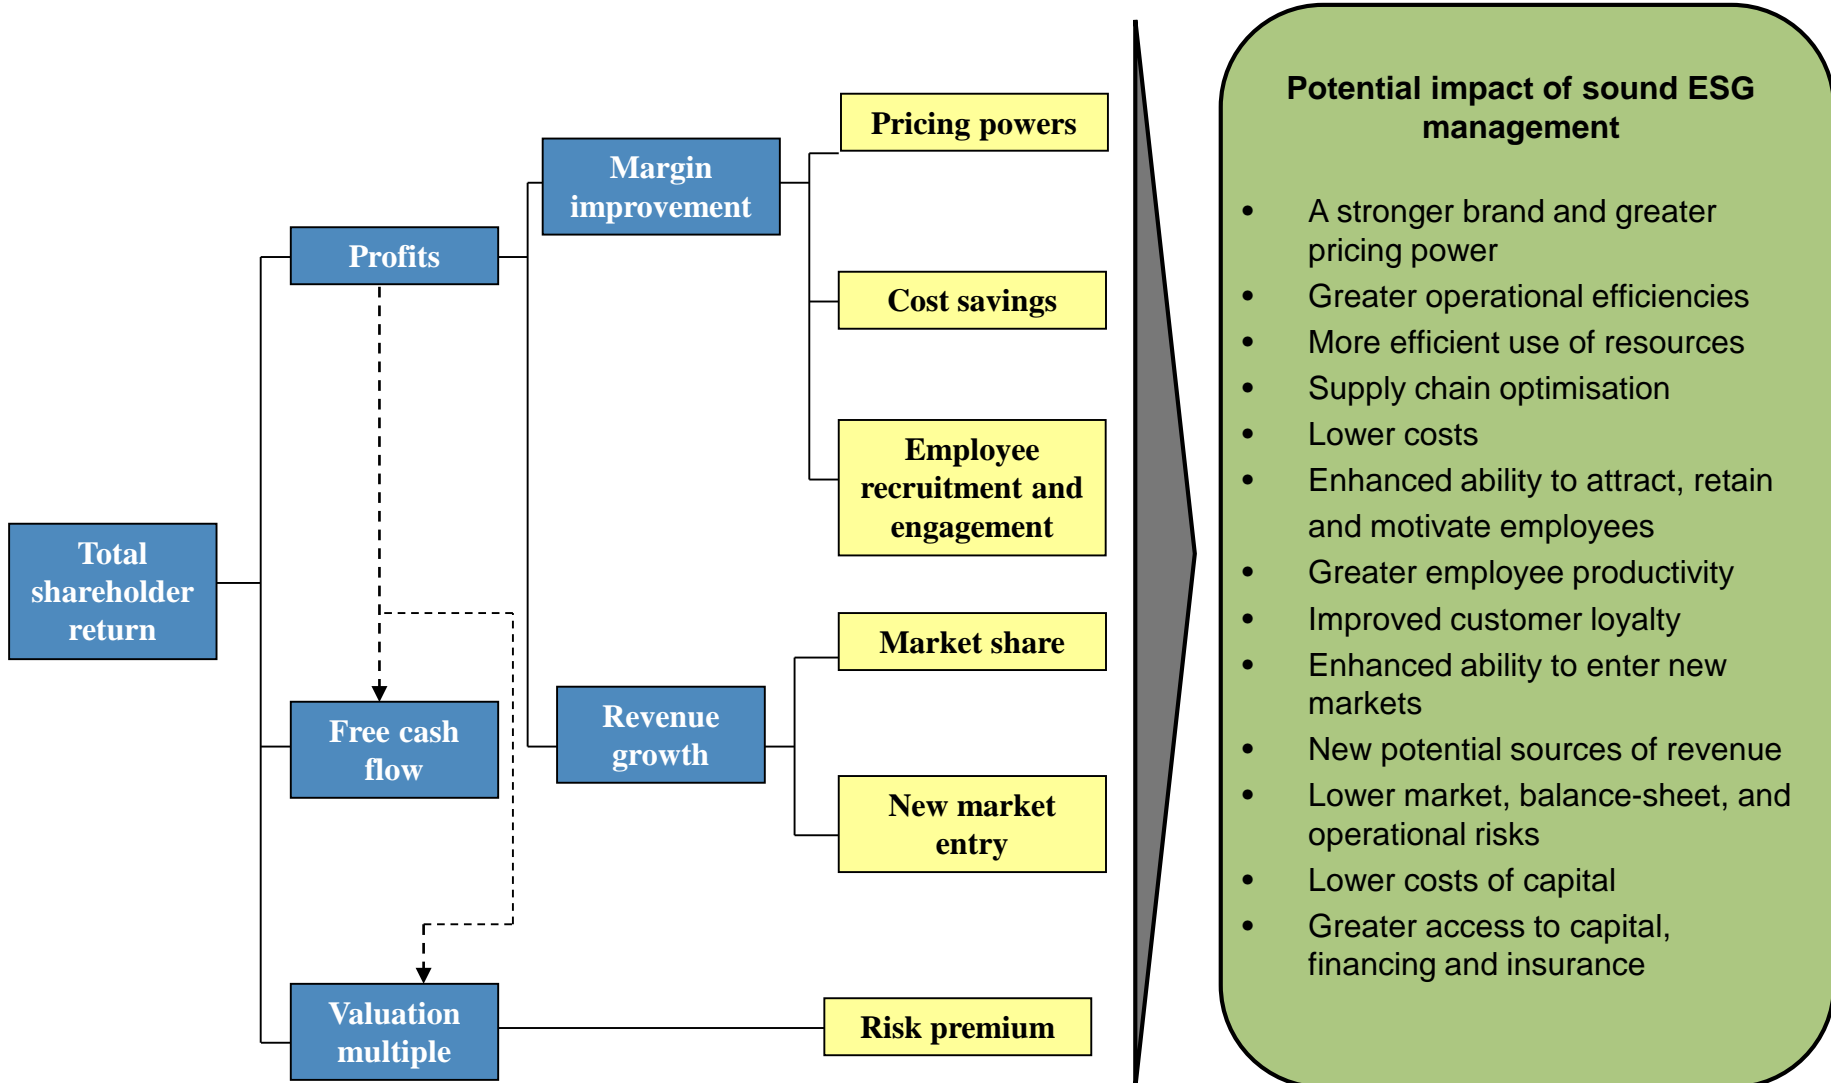 Total
shareholder
return
Profits
Free cash
flow
Valuation
multiple
Margin
improvement
Revenue
growth
Pricing powers
Cost savings
Employee
recruitment and
engagement
Market share
New market
entry
Risk premium
Potential impact of sound ESG
management
• A stronger brand and greater
pricing power
• Greater operational efficiencies
• More efficient use of resources
• Supply chain optimisation
• Lower costs
• Enhanced ability to attract, retain
and motivate employees
• Greater employee productivity
• Improved customer loyalty
• Enhanced ability to enter new
markets
• New potential sources of revenue
• Lower market, balance-sheet, and
operational risks
• Lower costs of capital
• Greater access to capital,
financing and insurance